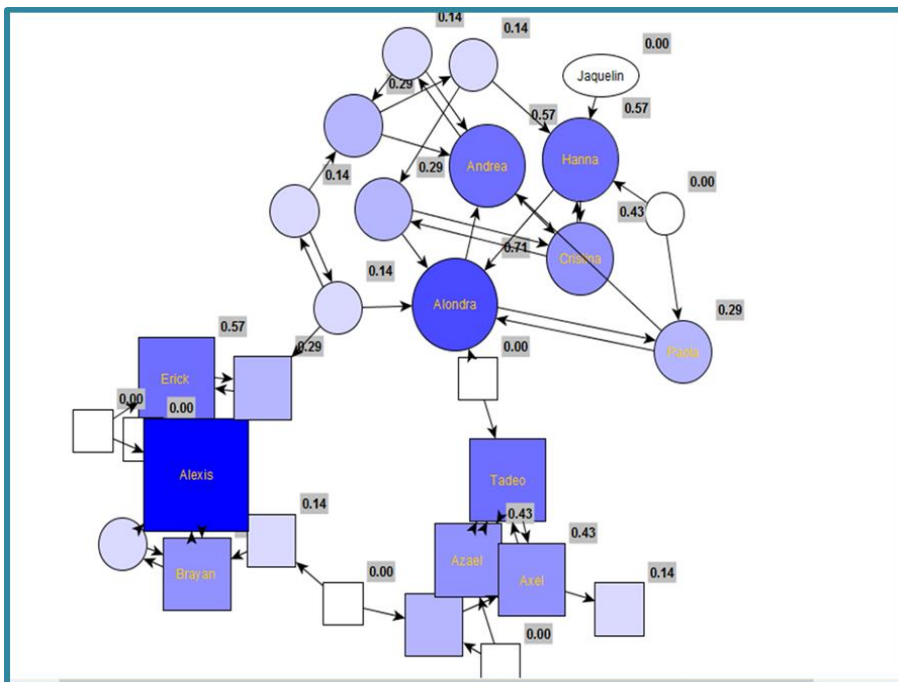 0.14
0.14
0.00
Jaquelin
0.29
0.57
0.57
Andrea
Hanna
0.29
0.14
0.00
0.43
0.71
Cristina
0.14
Alondra
0.29
Paola
0.57
0.29
0.00
Erick
0.00
0.00
Alexis
Tadeo
0.14
0.43
0.43
Azael
Axel
Brayan
0.00
0.14
0.00